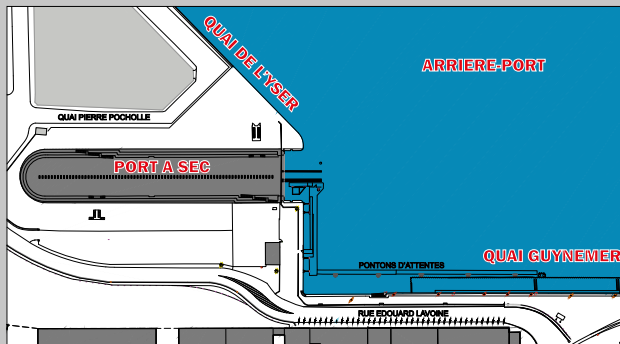 QUAI DE L'YSER
ARRIERE-PORT
QUAI PIERRE POCHOLLE
PORT A SEC
QUAI GUYNEMER
PONTONS D'ATTENTES
RUE EDOUARD LAVOINE